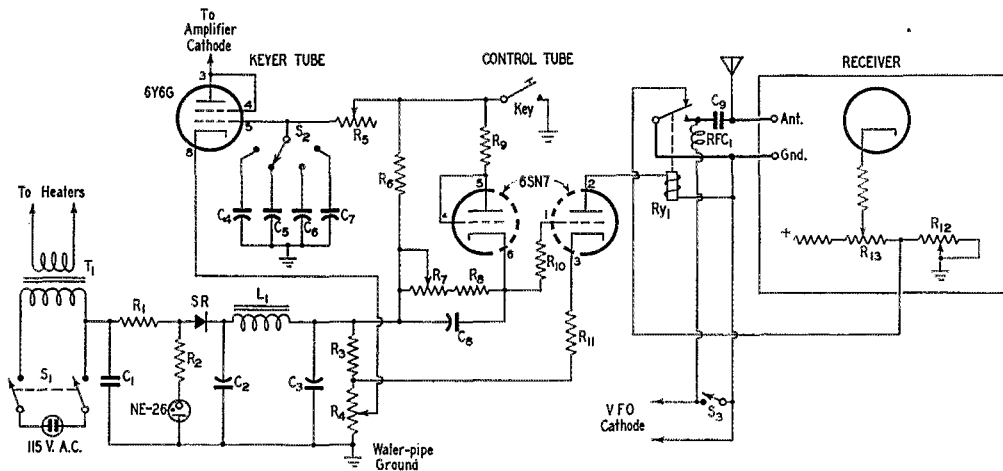 To
Amplifier
Cathode
KEYER TUBE
CONTROL TUBE
RECEIVER
3
6Y6G
4
5
8
S2
R5
Key
C9
Ant.
RFC1
Gnd.
R9
R6
5
6SN7
2
4
1
6
3
Ry1
To Heaters
C4
C5
C6
C7
R10
R12
+
R13
T1
R7
R8
R1
SR
L1
C8
R11
R2
R3
S1
C1
C2
C3
R4
NE-26
VFO
Cathode
S3
115 V. A.C.
Water-pipe
Ground